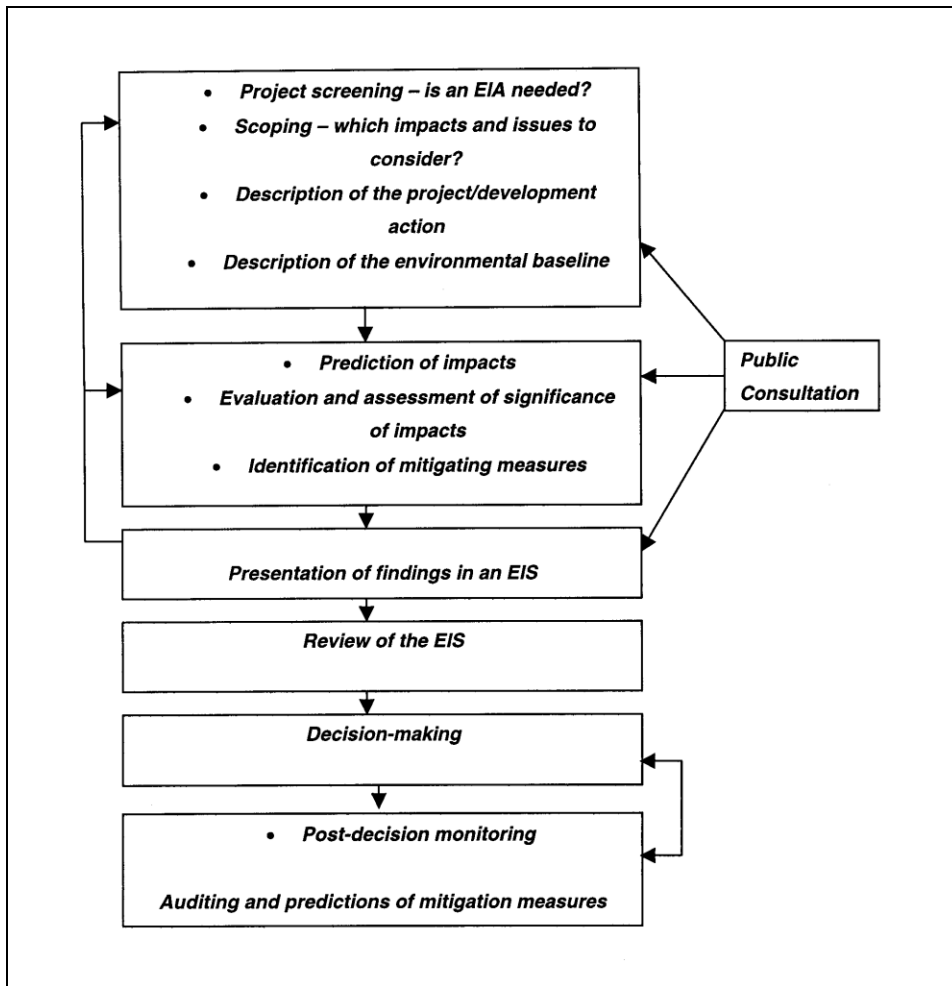 • Project screening – is an EIA needed?
• Scoping – which impacts and issues to
consider?
• Description of the project/development
action
• Description of the environmental baseline
• Prediction of impacts
• Evaluation and assessment of significance
of impacts
• Identification of mitigating measures
Public
Consultation
Presentation of findings in an EIS
Review of the EIS
Decision-making
• Post-decision monitoring
Auditing and predictions of mitigation measures